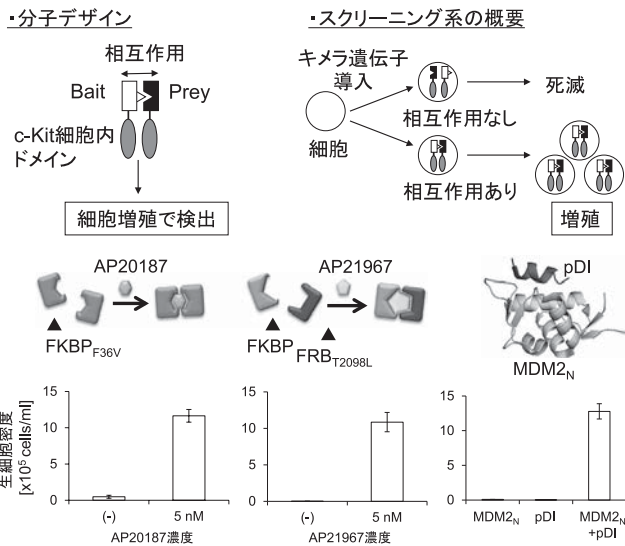 ・分子デザイン
相互作用
Bait
Prey
c-Kit細胞内
ドメイン
細胞増殖で検出
・スクリーニング系の概要
キメラ遺伝子
導入
細胞
相互作用なし
死滅
相互作用あり
増殖
AP20187
FKBPF36V
AP21967
FKBP
FRBT2098L
pDI
MDM2N
生細胞密度
[x10⁵ cells/ml]
15
10
5
0
(-)
5 nM
AP20187濃度
15
10
5
0
(-)
5 nM
AP21967濃度
15
10
5
0
MDM2N
pDI
MDM2N
+pDI